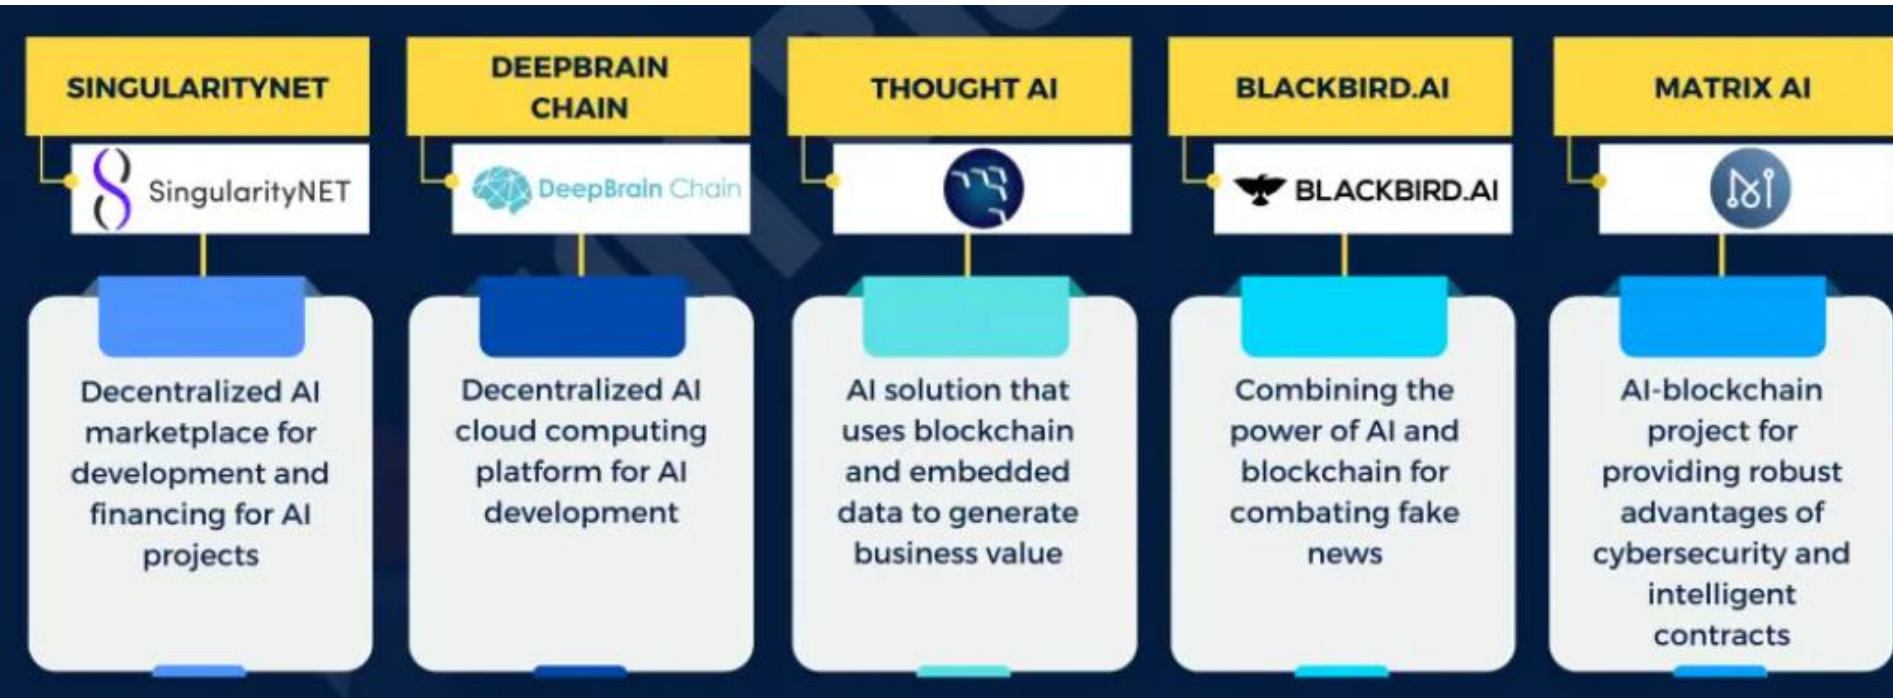 SINGULARITYNET
SingularityNET
Decentralized AI
marketplace for
development and
financing for AI
projects
DEEPBRAIN
CHAIN
DeepBrain Chain
Decentralized AI
cloud computing
platform for AI
development
THOUGHT AI
AI solution that
uses blockchain
and embedded
data to generate
business value
BLACKBIRD.AI
BLACKBIRD.AI
Combining the
power of AI and
blockchain for
combating fake
news
MATRIX AI
AI-blockchain
project for
providing robust
advantages of
cybersecurity and
intelligent
contracts